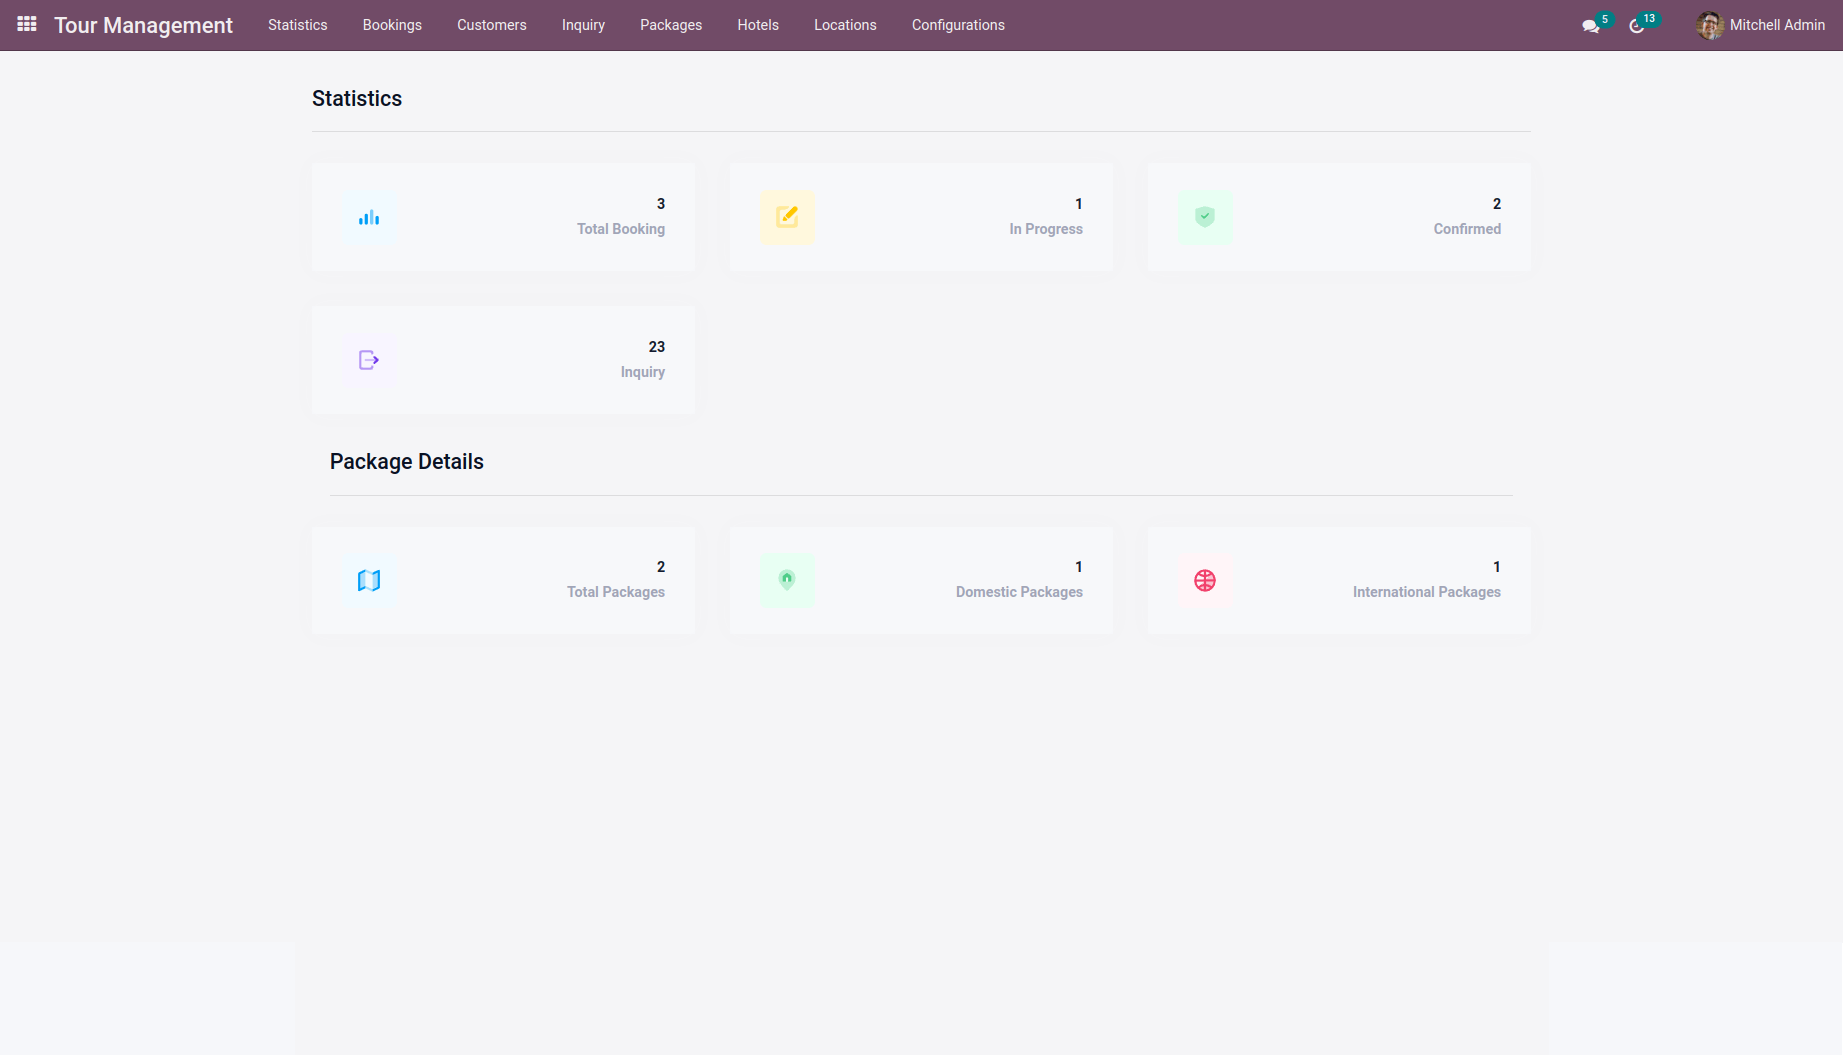 Tour Management Statistics Bookings Customers Inquiry Packages Hotels Locations Configurations 5 13 Mitchell Admin
Statistics
3
Total Booking
1
In Progress
2
Confirmed
23
Inquiry
Package Details
2
Total Packages
1
Domestic Packages
1
International Packages